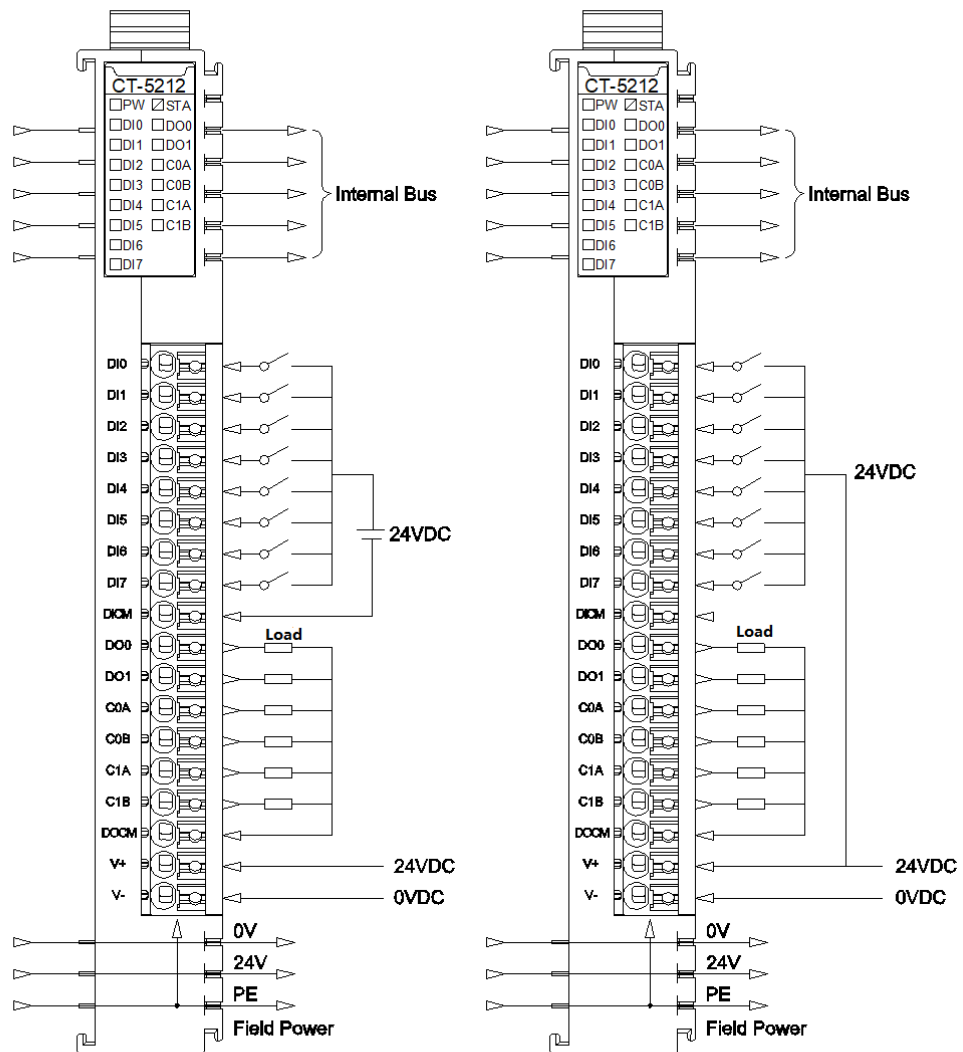 CT-5212
PW STA
DI0 DO0
DI1 DO1
DI2 C0A
DI3 C0B
DI4 C1A
DI5 C1B
DI6
DI7
Internal Bus
DI0
DI1
DI2
DI3
DI4
DI5
DI6
DI7
DICM
DO0
DO1
C0A
C0B
C1A
C1B
DOCM
V+
V-
24VDC
Load
24VDC
0VDC
0V
24V
PE
Field Power
CT-5212
PW STA
DI0 DO0
DI1 DO1
DI2 C0A
DI3 C0B
DI4 C1A
DI5 C1B
DI6
DI7
Internal Bus
DI0
DI1
DI2
DI3
DI4
DI5
DI6
DI7
DICM
DO0
DO1
C0A
C0B
C1A
C1B
DOCM
V+
V-
24VDC
Load
24VDC
0VDC
0V
24V
PE
Field Power